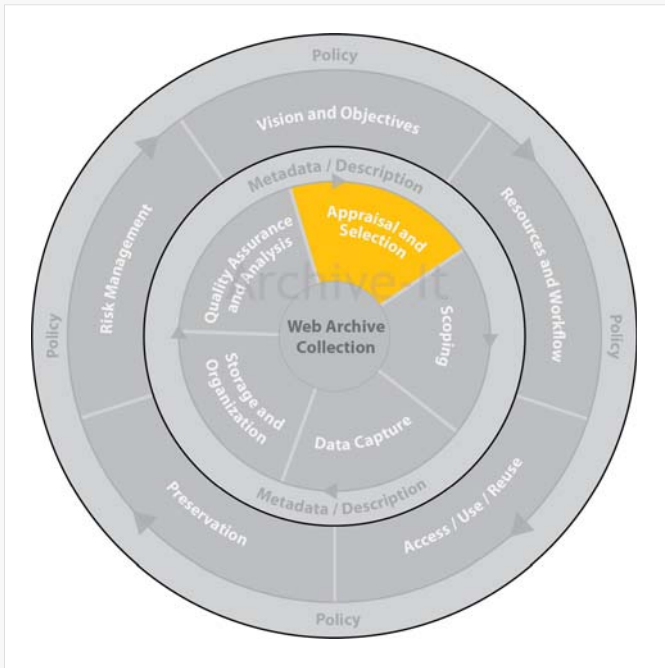 Policy
Vision and Objectives
Metadata / Description
Appraisal and
Selection
Quality Assurance
and Analysis
Risk Management
Resources and Workflow
Archive-It
Web Archive
Collection
Scoping
Policy
Policy
Storage and
Organization
Data Capture
Metadata / Description
Preservation
Access / Use / Reuse
Policy